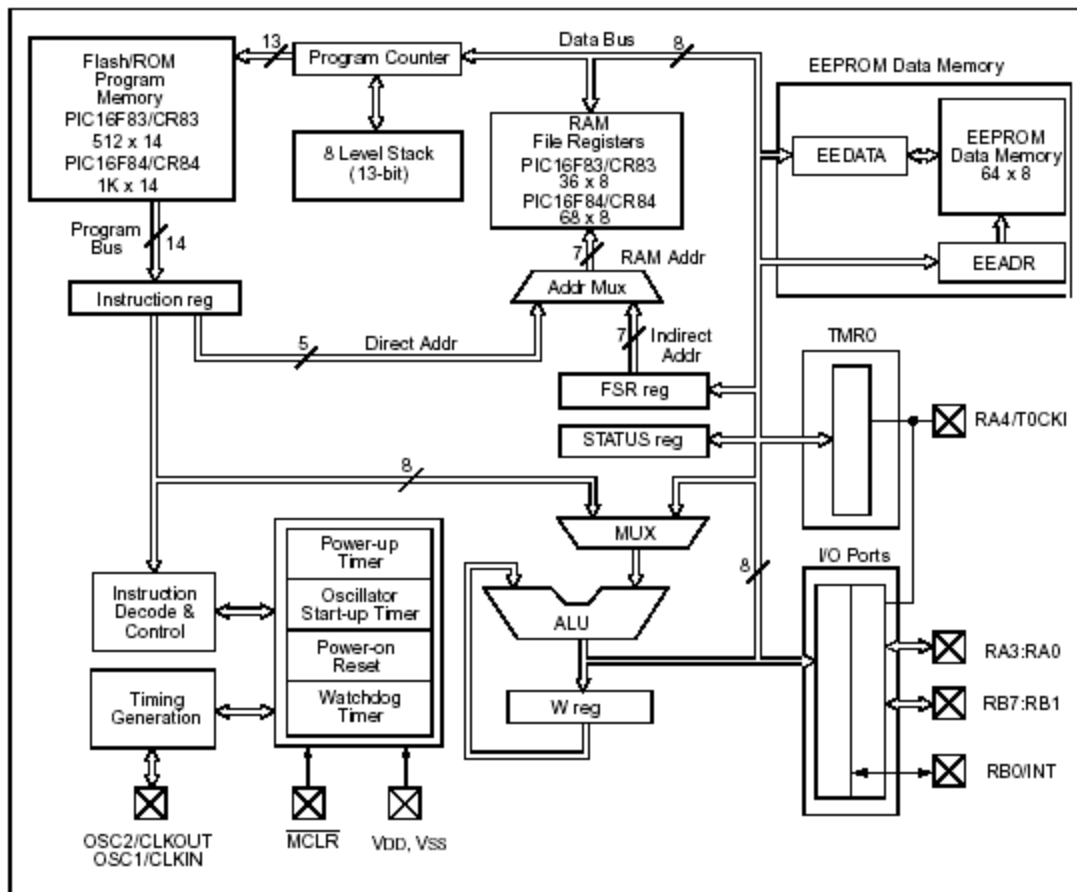 Flash/ROM
Program
Memory
PIC16F83/CR83
512 x 14
PIC16F84/CR84
1K x 14
13
Program Counter
Data Bus
8
EEPROM Data Memory
8 Level Stack
(13-bit)
RAM
File Registers
PIC16F83/CR83
36 x 8
PIC16F84/CR84
68 x 8
EEDATA
EEPROM
Data Memory
64 x 8
EEADR
Program
Bus
14
7
RAM Addr
Instruction reg
Addr Mux
5
Direct Addr
7
Indirect
Addr
TMR0
FSR reg
RA4/T0CKI
STATUS reg
8
MUX
8
I/O Ports
Power-up
Timer
Instruction
Decode &
Control
Oscillator
Start-up Timer
ALU
Power-on
Reset
RA3:RA0
Timing
Generation
Watchdog
Timer
W reg
RB7:RB1
RB0/INT
OSC2/CLKOUT
OSC1/CLKIN
MCLR
VDD, VSS